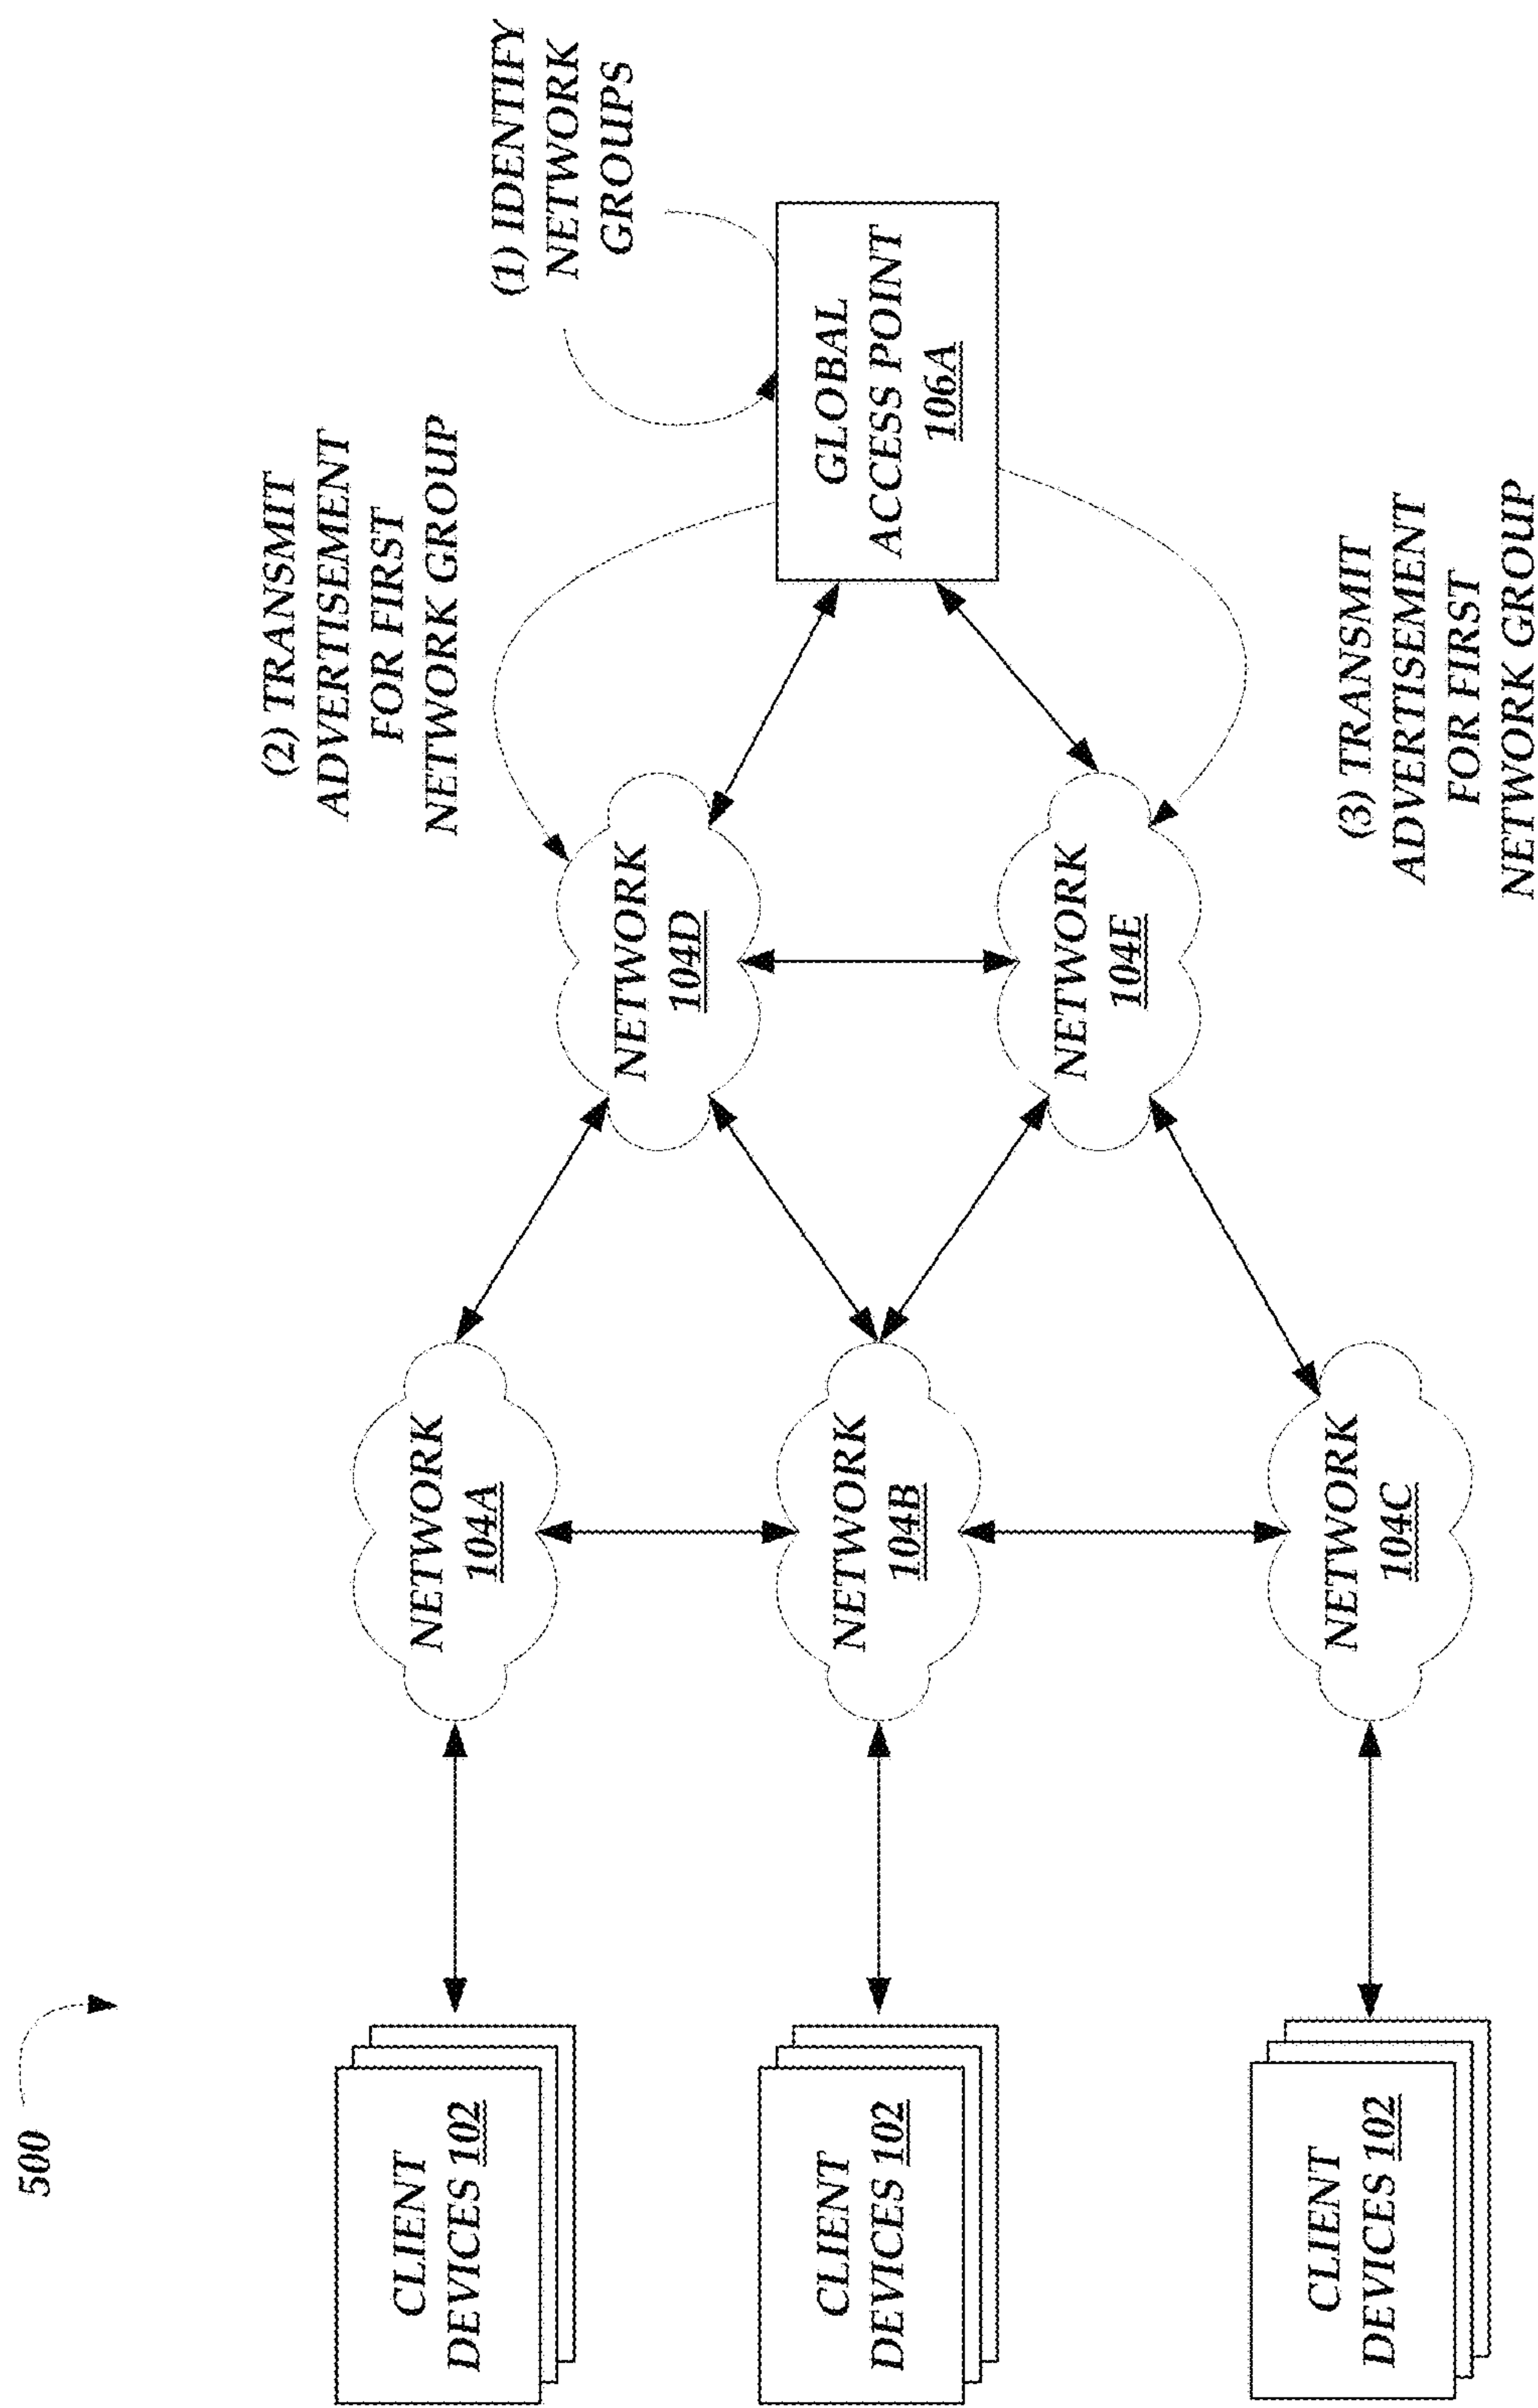 500
(1) IDENTIFY
NETWORK
GROUPS
(2) TRANSMIT
ADVERTISEMENT
FOR FIRST
NETWORK GROUP
CLIENT
DEVICES 102
NETWORK
104A
NETWORK
104D
GLOBAL
ACCESS POINT
106A
CLIENT
DEVICES 102
NETWORK
104B
NETWORK
104E
CLIENT
DEVICES 102
NETWORK
104C
(3) TRANSMIT
ADVERTISEMENT
FOR FIRST
NETWORK GROUP